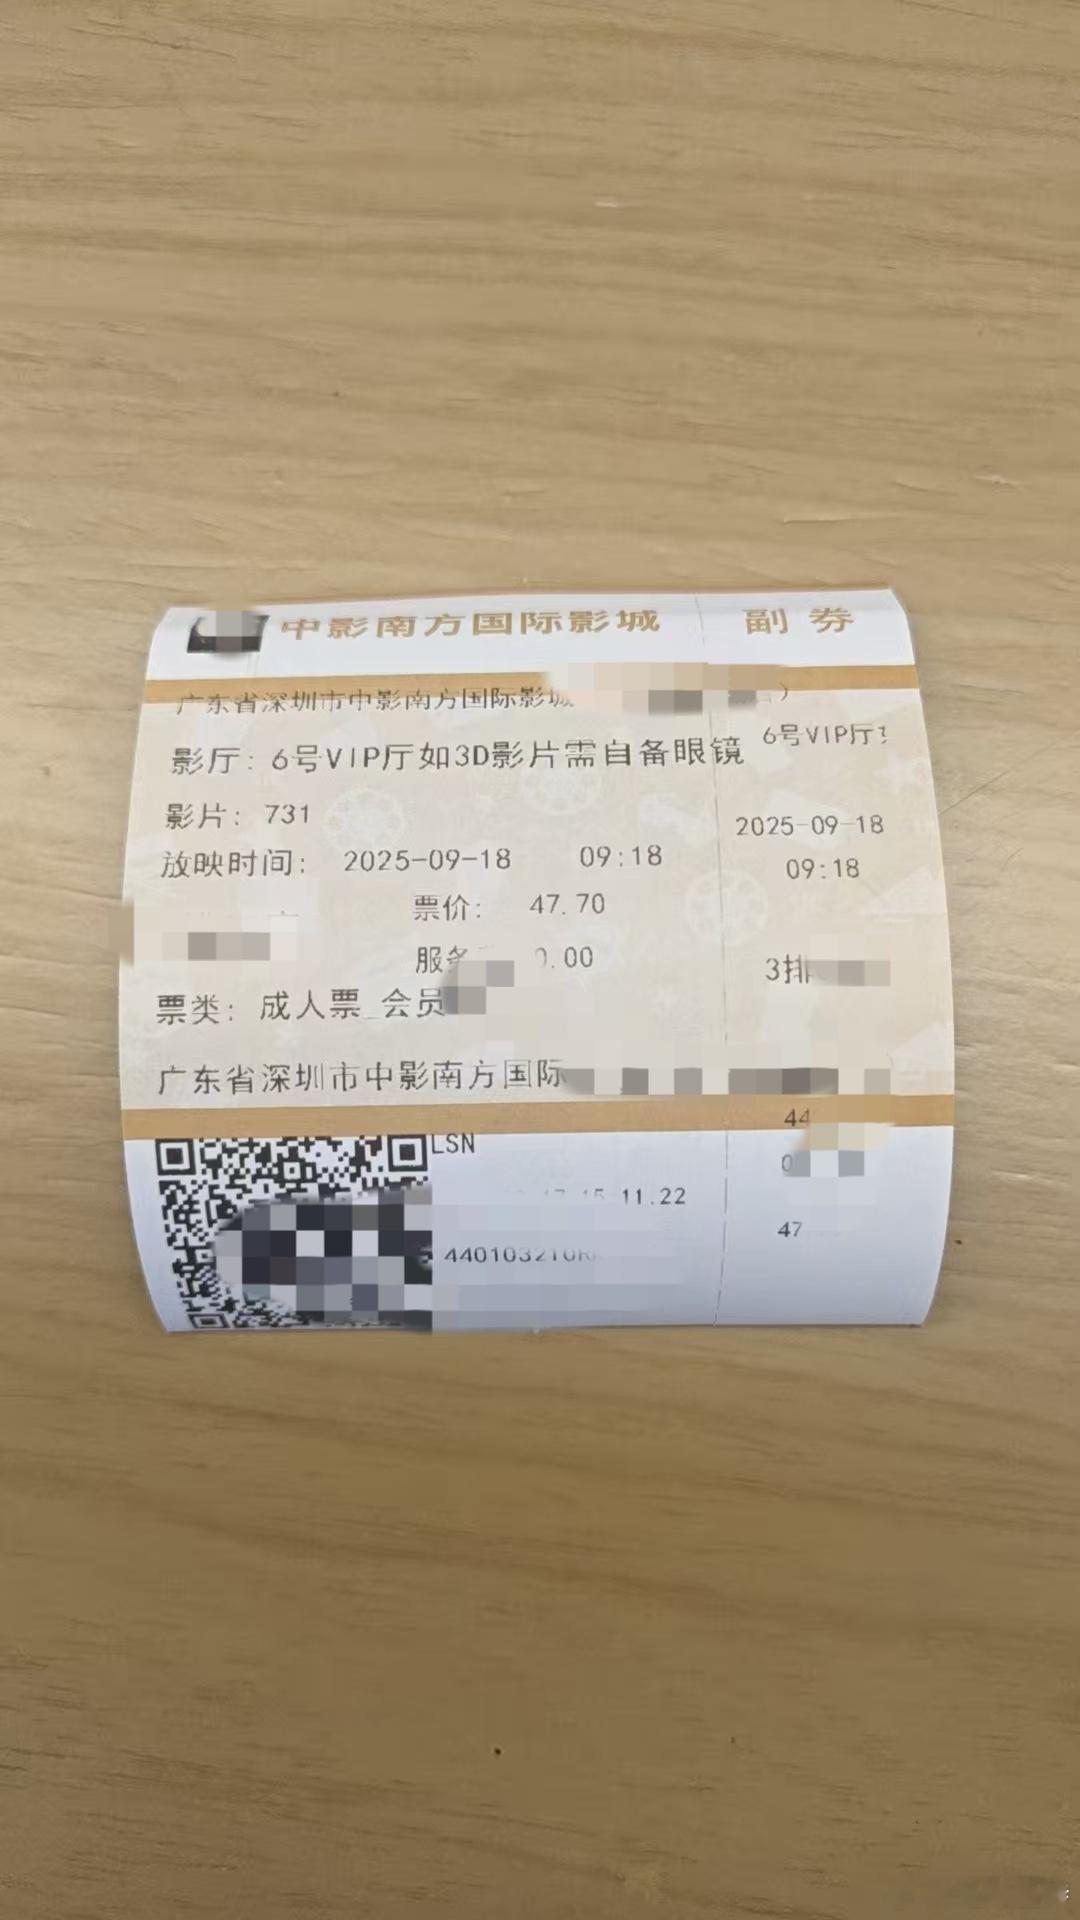 中影南方国际影城 副券
广东省深圳市中影南方国际影城
影厅：6号VIP厅如3D影片需自备眼镜 6号VIP厅
影片：731
放映时间： 2025-09-18 09:18
2025-09-18
09:18
票价： 47.70
服务 0.00
3排
票类：成人票_会员
广东省深圳市中影南方国际
44
0
LSN
11.22
47
44010321